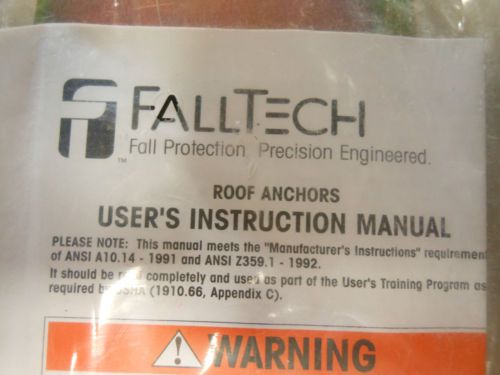 FALLTECH
Fall Protection, Precision Engineered.
TM
ROOF ANCHORS
USER'S INSTRUCTION MANUAL
PLEASE NOTE: This manual meets the "Manufacturer's Instructions"
of ANSI A10.14 - 1991 and ANSI Z359.1 - 1992.
It should be completely and used as part of the User's Training Program as
required by (1910.66, Appendix C).
WARNING